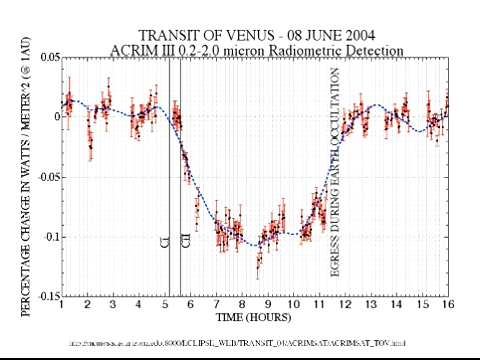 TRANSIT OF VENUS - 08 JUNE 2004
ACRIM III 0.2-2.0 micron Radiometric Detection
PERCENTAGE CHANGE IN WATTS / METER^2 (@ 1AU)
0.05
0
-0.05
-0.1
-0.15
CI
CII
EGRESS DURING EARTH OCCULTATION
1 2 3 4 5 6 7 8 9 10 11 12 13 14 15 16
TIME (HOURS)